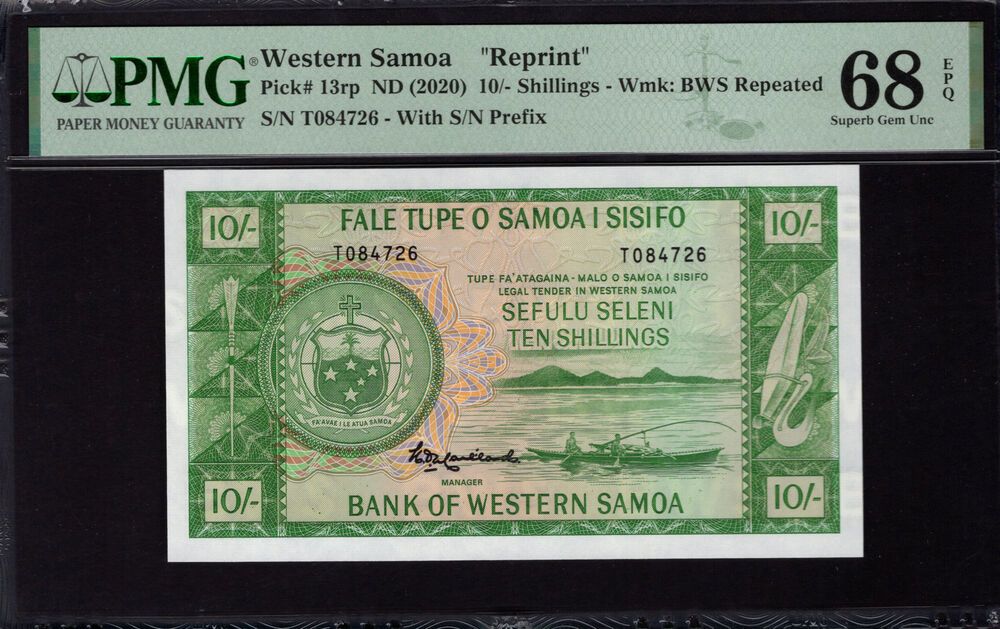 PMG®
PAPER MONEY GUARANTY
Western Samoa "Reprint"
Pick# 13rp ND (2020) 10/- Shillings - Wmk: BWS Repeated
S/N T084726 - With S/N Prefix
68 EPQ
Superb Gem Unc
10/- FALE TUPE O SAMOA I SISIFO 10/-
T084726 T084726
TUPE FA'ATAGAINA - MALO O SAMOA I SISIFO
LEGAL TENDER IN WESTERN SAMOA
SEFULU SELENI
TEN SHILLINGS
FA'AVAE I LE ATUA SAMOA
MANAGER
10/- BANK OF WESTERN SAMOA 10/-